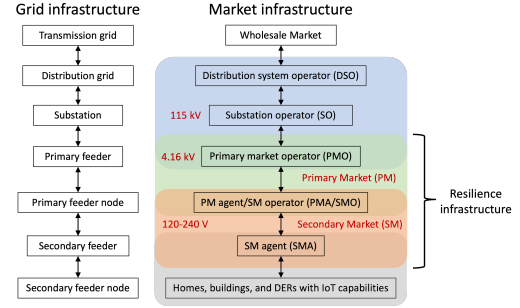 Grid infrastructure
Market infrastructure
Transmission grid
Wholesale Market
Distribution grid
Distribution system operator (DSO)
Substation
115 kV
Substation operator (SO)
Primary feeder
4.16 kV
Primary market operator (PMO)
Primary Market (PM)
Primary feeder node
PM agent/SM operator (PMA/SMO)
Resilience
infrastructure
120-240 V
Secondary Market (SM)
Secondary feeder
SM agent (SMA)
Secondary feeder node
Homes, buildings, and DERs with IoT capabilities